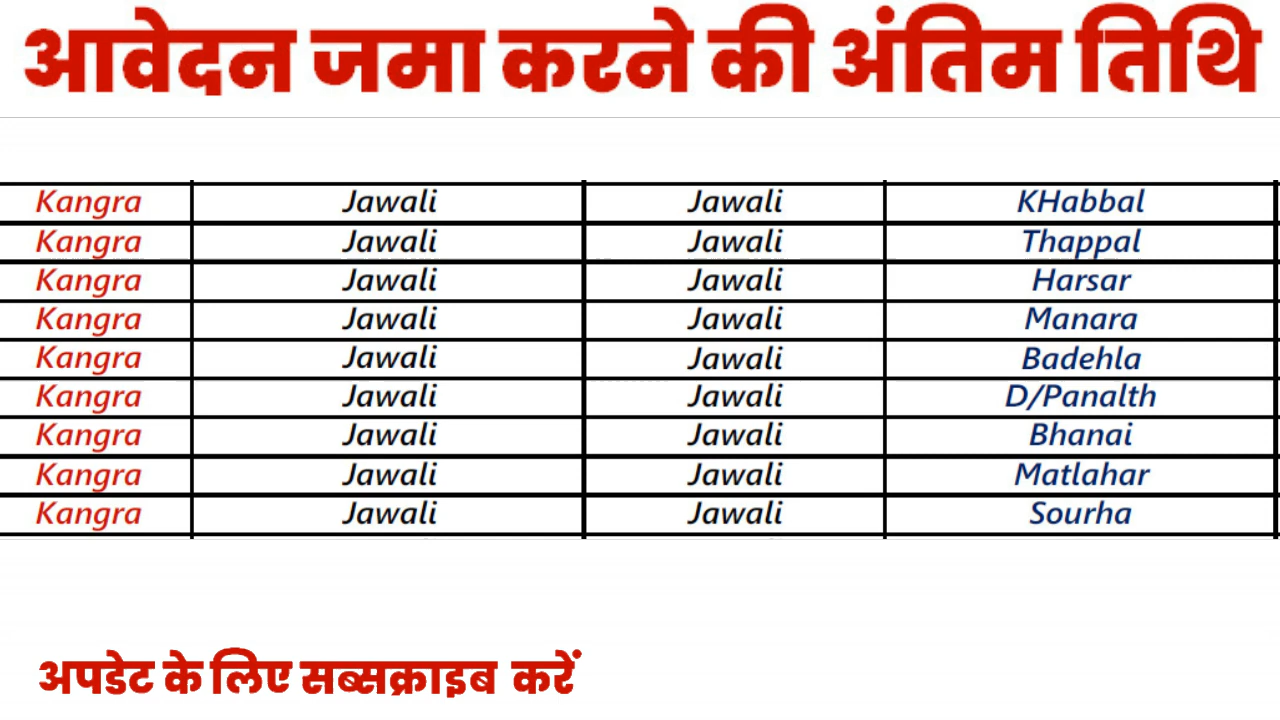 आवेदन जमा करने की अंतिम तिथि
Kangra Jawali Jawali KHabbal
Kangra Jawali Jawali Thappal
Kangra Jawali Jawali Harsar
Kangra Jawali Jawali Manara
Kangra Jawali Jawali Badehla
Kangra Jawali Jawali D/Panalth
Kangra Jawali Jawali Bhanai
Kangra Jawali Jawali Matlahar
Kangra Jawali Jawali Sourha
अपडेट के लिए सब्सक्राइब करें